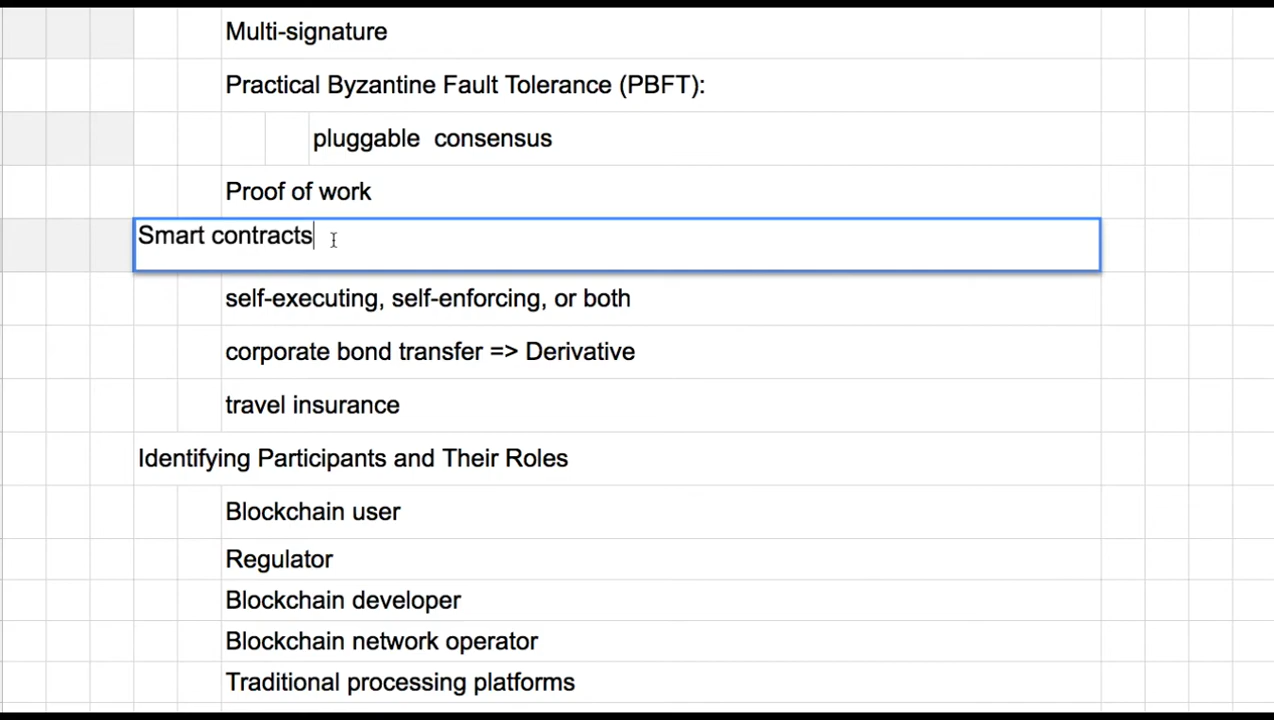 Multi-signature
Practical Byzantine Fault Tolerance (PBFT):
pluggable  consensus
Proof of work
Smart contracts
self-executing, self-enforcing, or both
corporate bond transfer => Derivative
travel insurance
Identifying Participants and Their Roles
Blockchain user
Regulator
Blockchain developer
Blockchain network operator
Traditional processing platforms